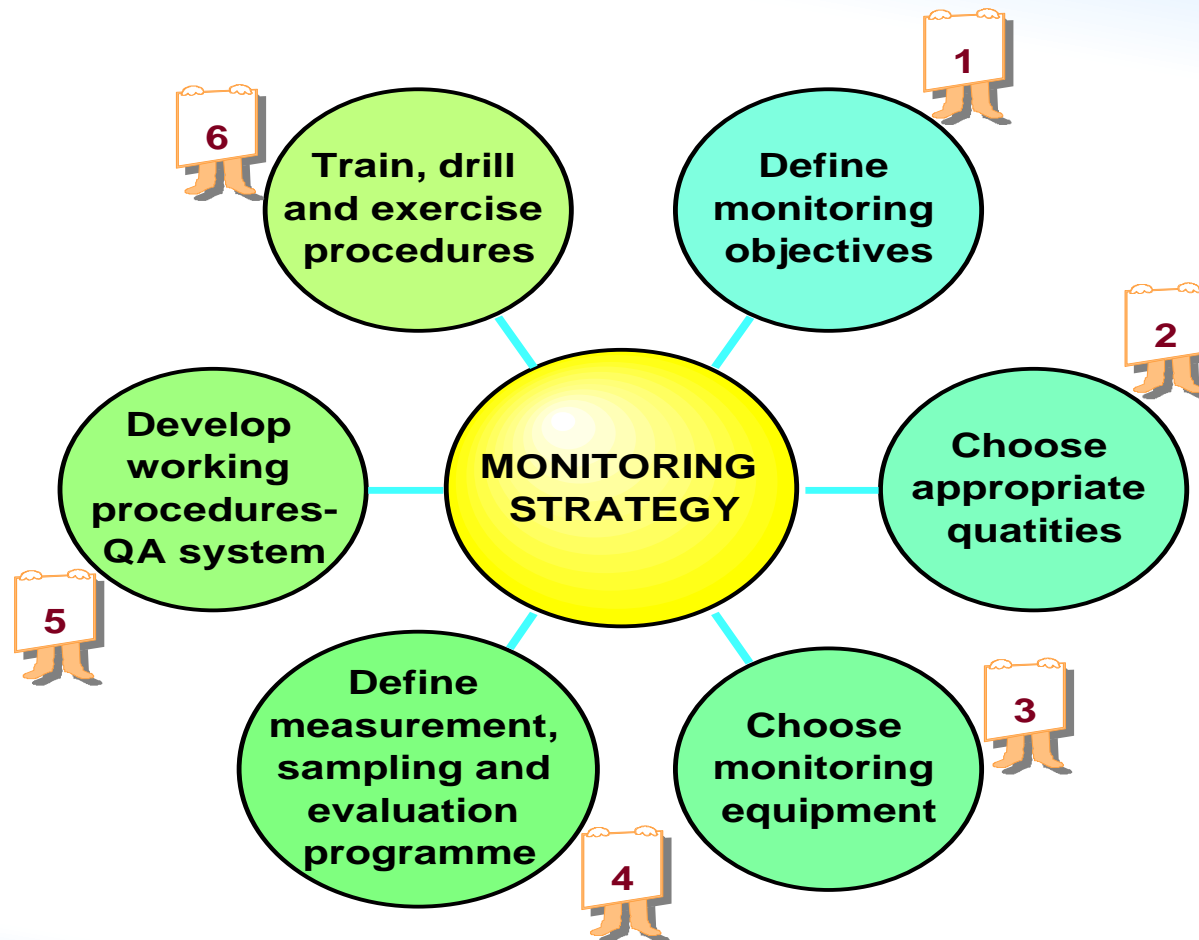 1
Define
monitoring
objectives
2
Choose
appropriate
quatities
3
Choose
monitoring
equipment
4
Define
measurement,
sampling and
evaluation
programme
5
Develop
working
procedures-
QA system
6
Train, drill
and exercise
procedures
MONITORING
STRATEGY